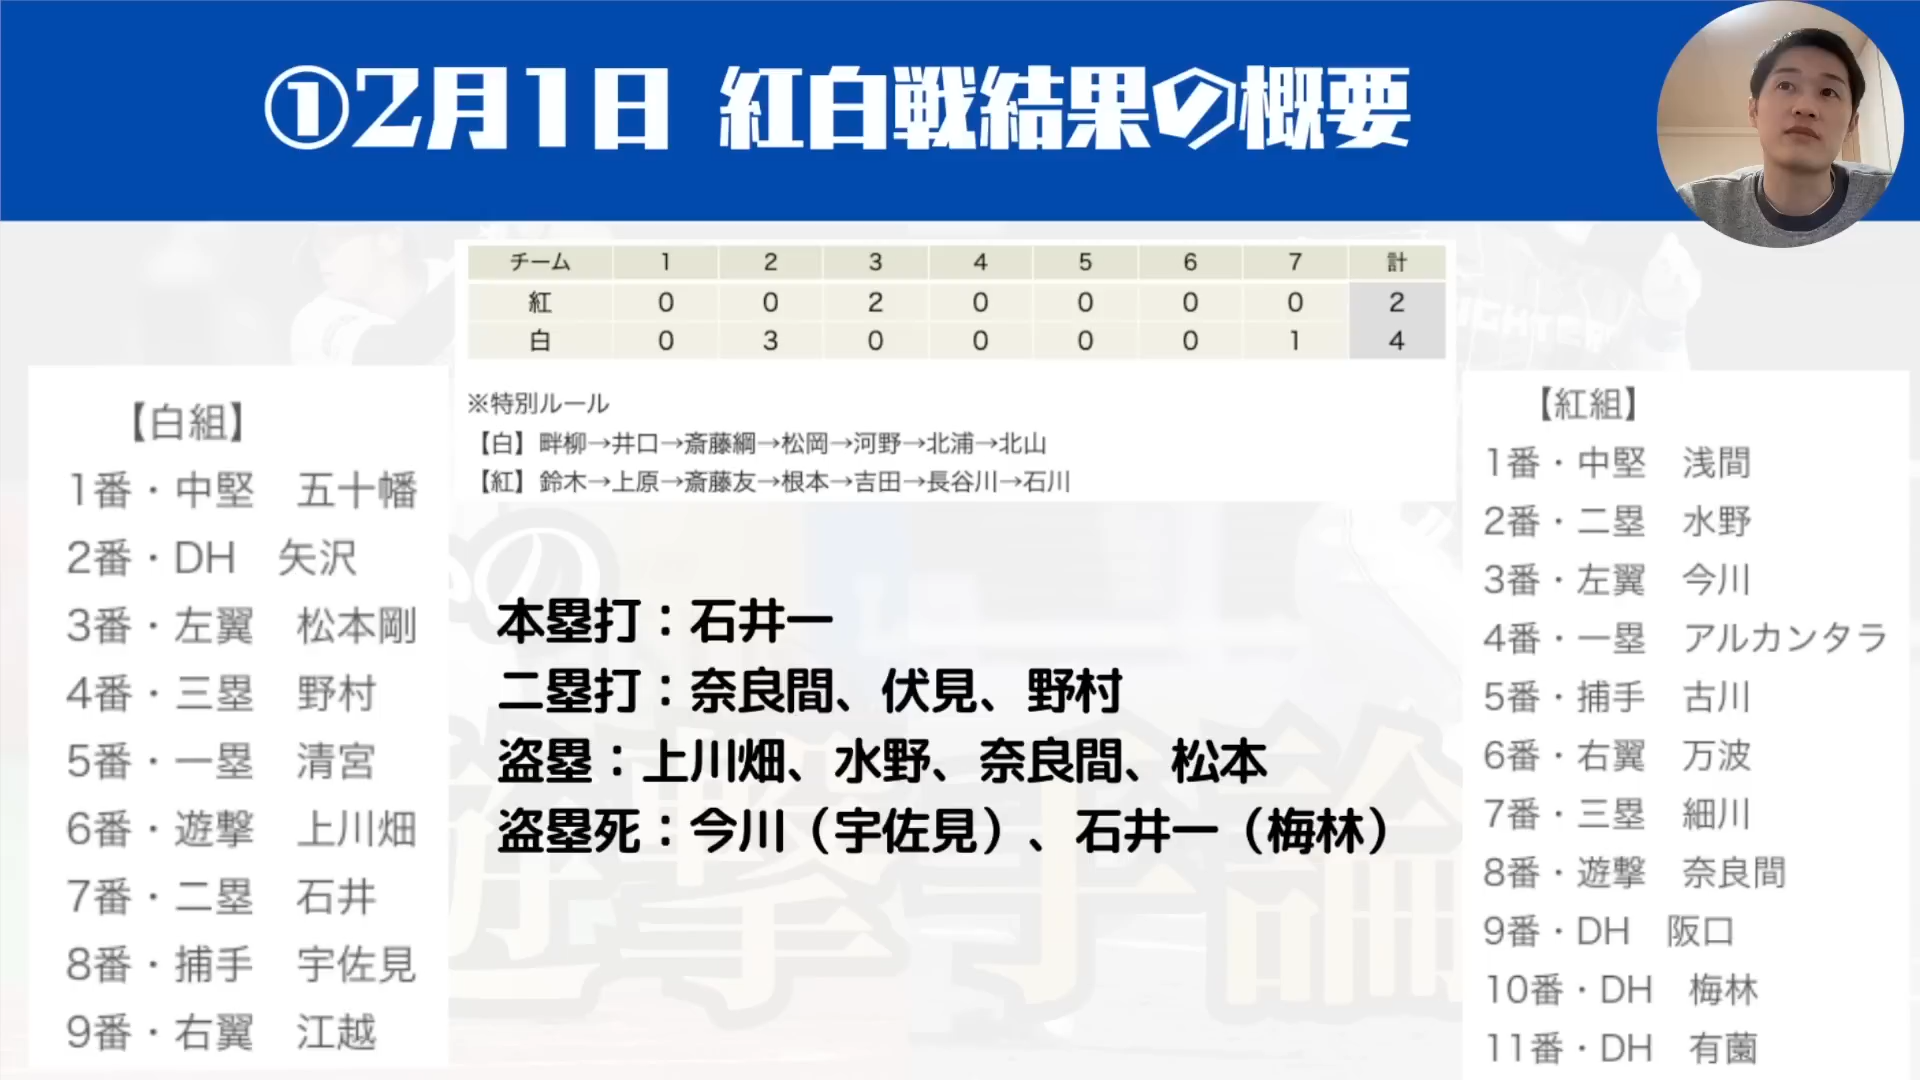 ①2月1日 紅白戦結果の概要
チーム 1 2 3 4 5 6 7 計
紅 0 0 2 0 0 0 0 2
白 0 3 0 0 0 0 1 4
※特別ルール
【白】畔柳→井口→斎藤綱→松岡→河野→北浦→北山
【紅】鈴木→上原→斎藤友→根本→吉田→長谷川→石川
【白組】
1番・中堅 五十幡
2番・DH 矢沢
3番・左翼 松本剛
4番・三塁 野村
5番・一塁 清宮
6番・遊撃 上川畑
7番・二塁 石井
8番・捕手 宇佐見
9番・右翼 江越
本塁打：石井一
二塁打：奈良間、伏見、野村
盗塁：上川畑、水野、奈良間、松本
盗塁死：今川（宇佐見）、石井一（梅林）
【紅組】
1番・中堅 浅間
2番・二塁 水野
3番・左翼 今川
4番・一塁 アルカンタラ
5番・捕手 古川
6番・右翼 万波
7番・三塁 細川
8番・遊撃 奈良間
9番・DH 阪口
10番・DH 梅林
11番・DH 有薗
の
遊撃手論